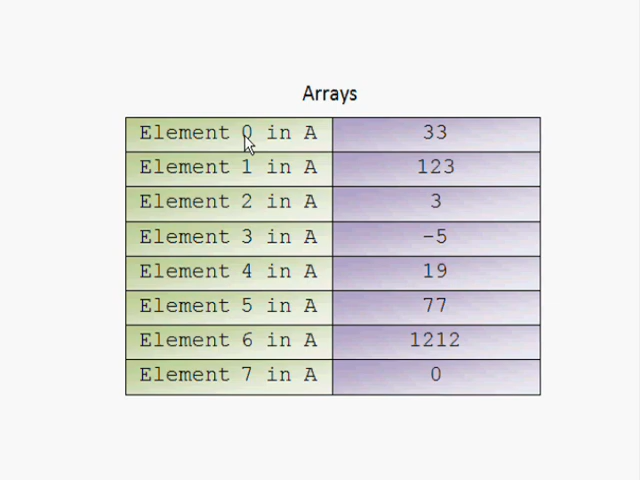 Arrays
Element 0 in A 33
Element 1 in A 123
Element 2 in A 3
Element 3 in A -5
Element 4 in A 19
Element 5 in A 77
Element 6 in A 1212
Element 7 in A 0